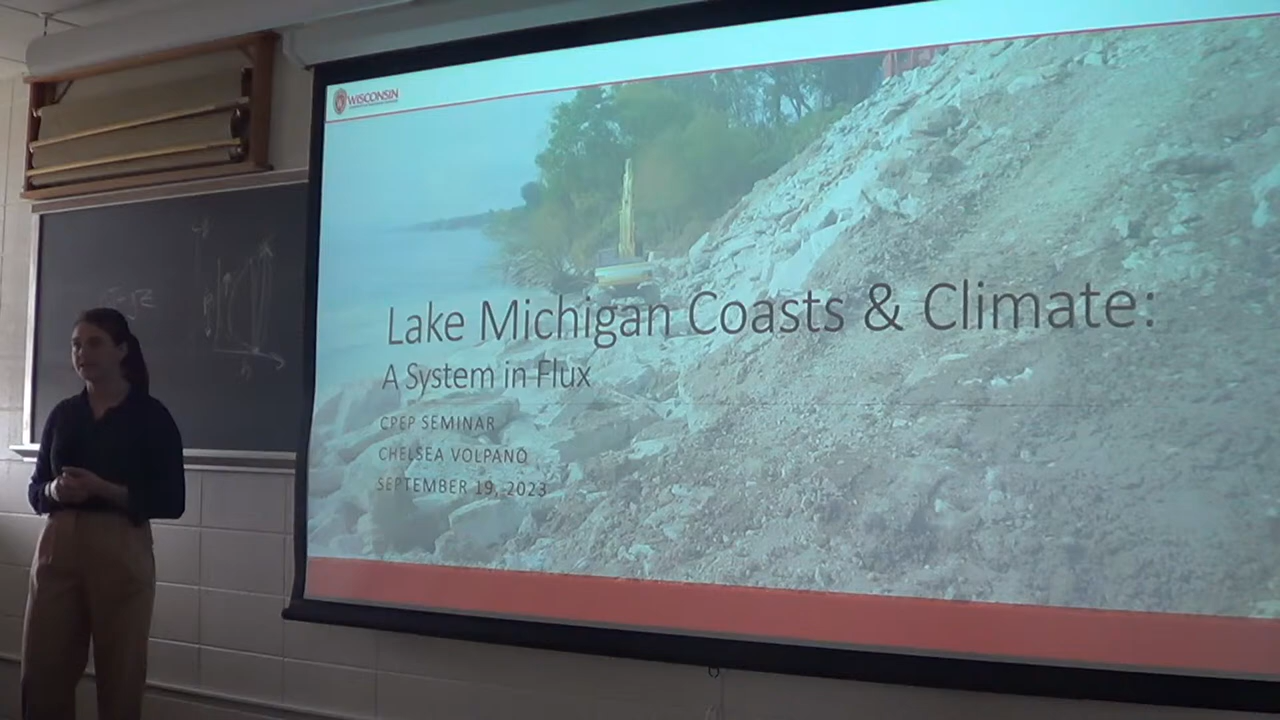 WISCONSIN
Lake Michigan Coasts & Climate:
A System in Flux
CPEP SEMINAR
CHELSEA VOLPANO
SEPTEMBER 19, 2023